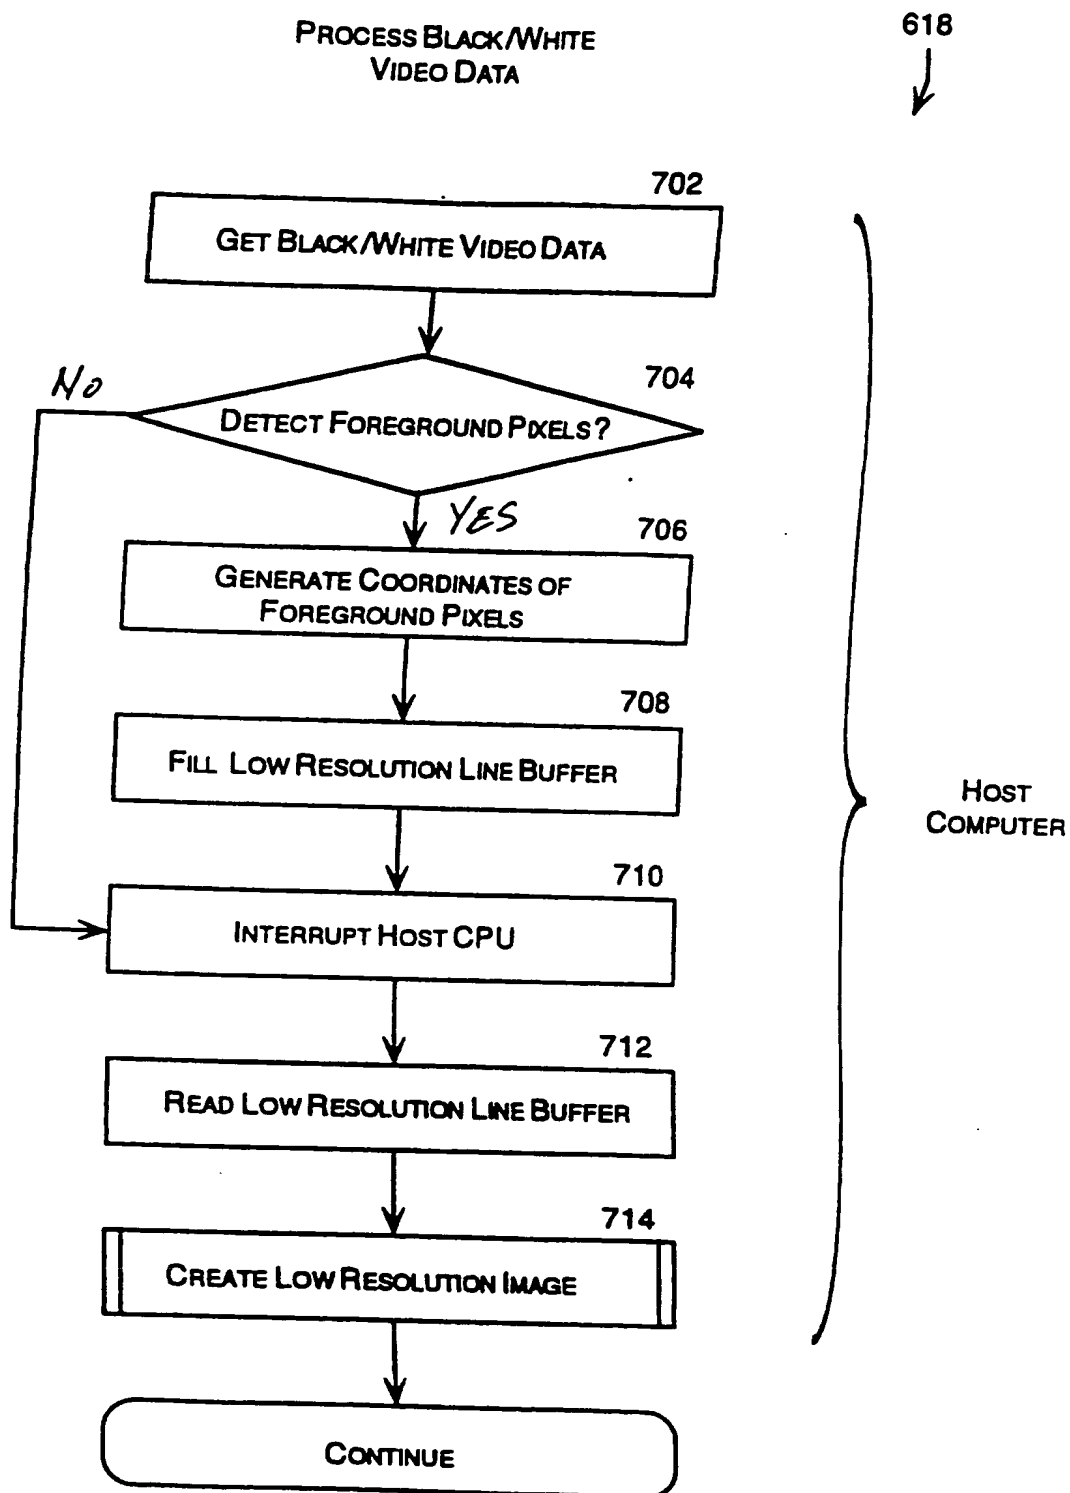 PROCESS BLACK/WHITE
VIDEO DATA
618
702
GET BLACK/WHITE VIDEO DATA
704
NO
DETECT FOREGROUND PIXELS?
YES
706
GENERATE COORDINATES OF
FOREGROUND PIXELS
708
FILL LOW RESOLUTION LINE BUFFER
HOST
COMPUTER
710
INTERRUPT HOST CPU
712
READ LOW RESOLUTION LINE BUFFER
714
CREATE LOW RESOLUTION IMAGE
CONTINUE